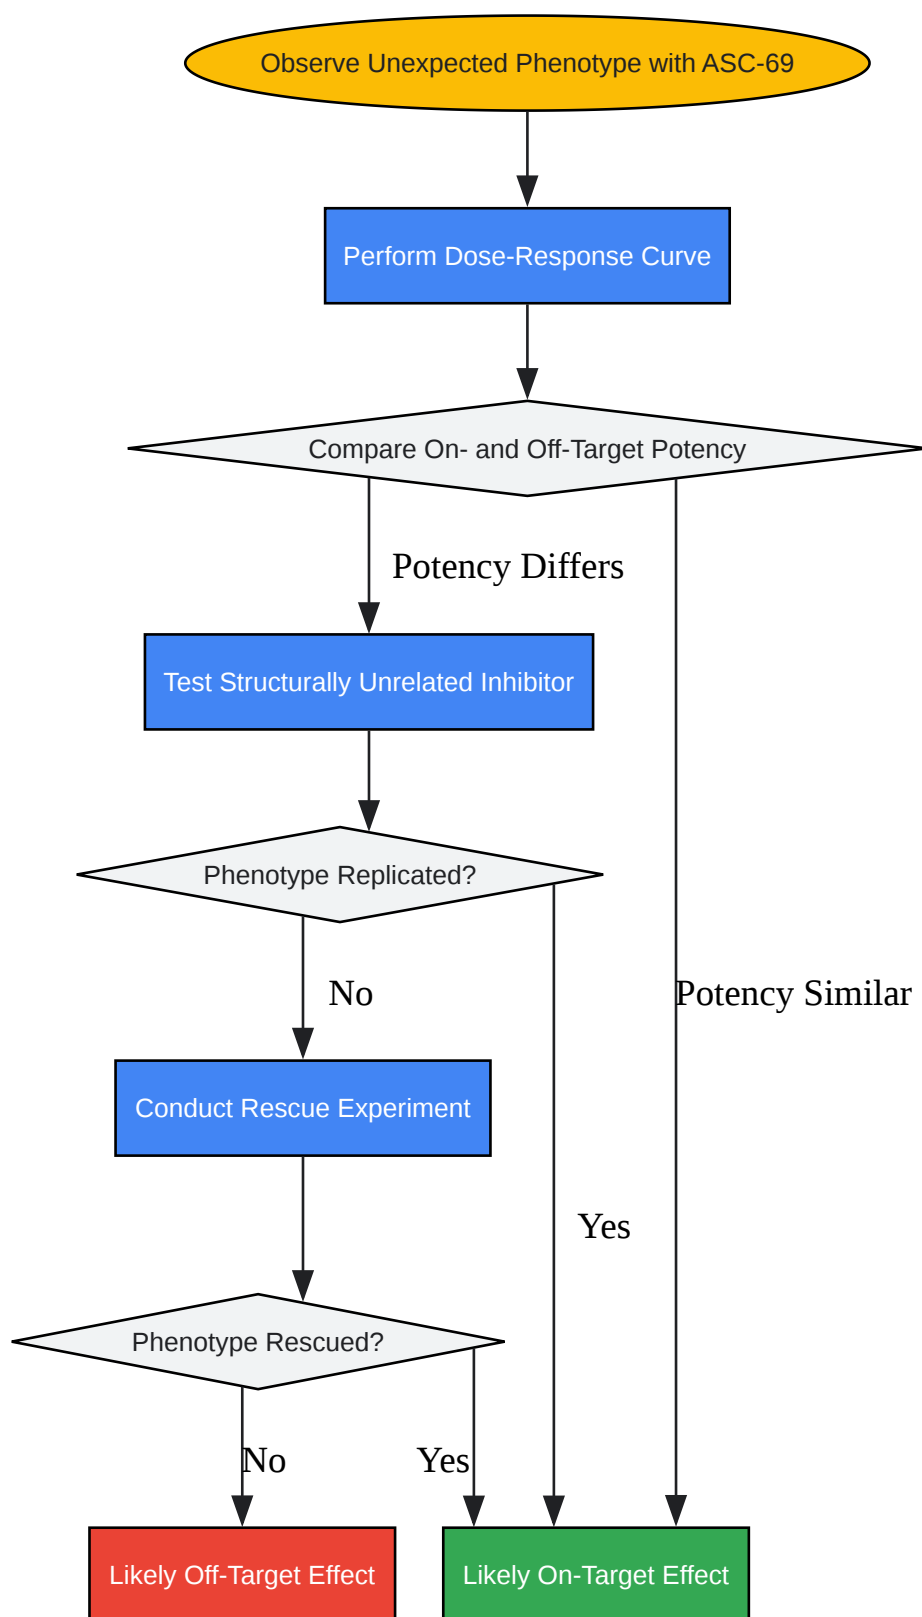 Observe Unexpected Phenotype with ASC-69
Perform Dose-Response Curve
Compare On- and Off-Target Potency
Potency Differs
Test Structurally Unrelated Inhibitor
Phenotype Replicated?
No
Potency Similar
Conduct Rescue Experiment
Yes
Phenotype Rescued?
No
Yes
Likely Off-Target Effect
Likely On-Target Effect